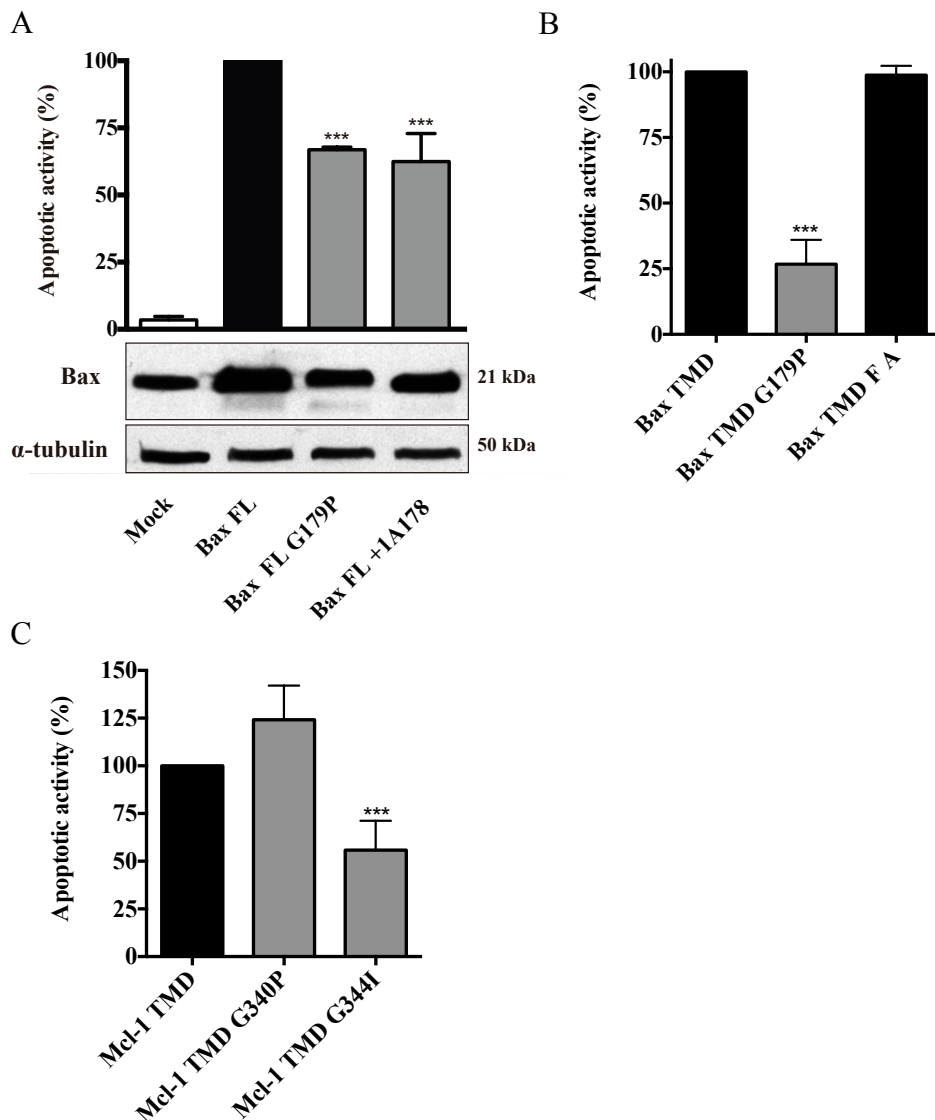 A
Apoptotic activity (%)
100
75
50
25
0
***
***
Bax
21 kDa
α-tubulin
50 kDa
Mock
Bax FL
Bax FL G179P
Bax FL +1A178
B
Apoptotic activity (%)
100
75
50
25
0
***
Bax TMD
Bax TMD G179P
Bax TMD F A
C
Apoptotic activity (%)
150
125
100
75
50
25
0
***
Mcl-1 TMD
Mcl-1 TMD G340P
Mcl-1 TMD G344I